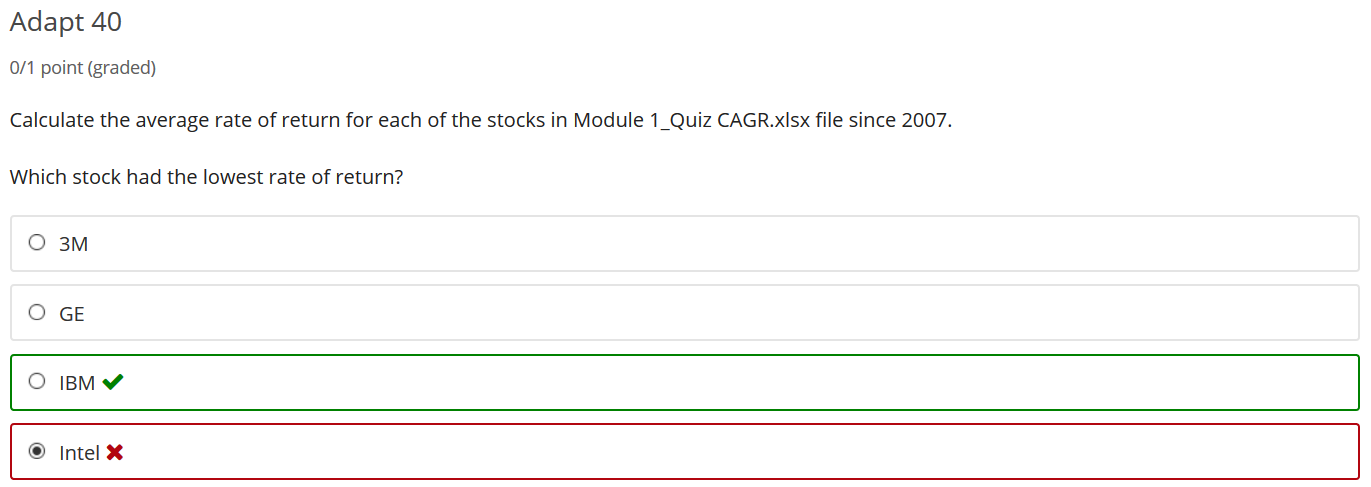 Adapt 40
0/1 point (graded)
Calculate the average rate of return for each of the stocks in Module 1_Quiz CAGR.xlsx file since 2007.
Which stock had the lowest rate of return?
3M
GE
IBM
Intel